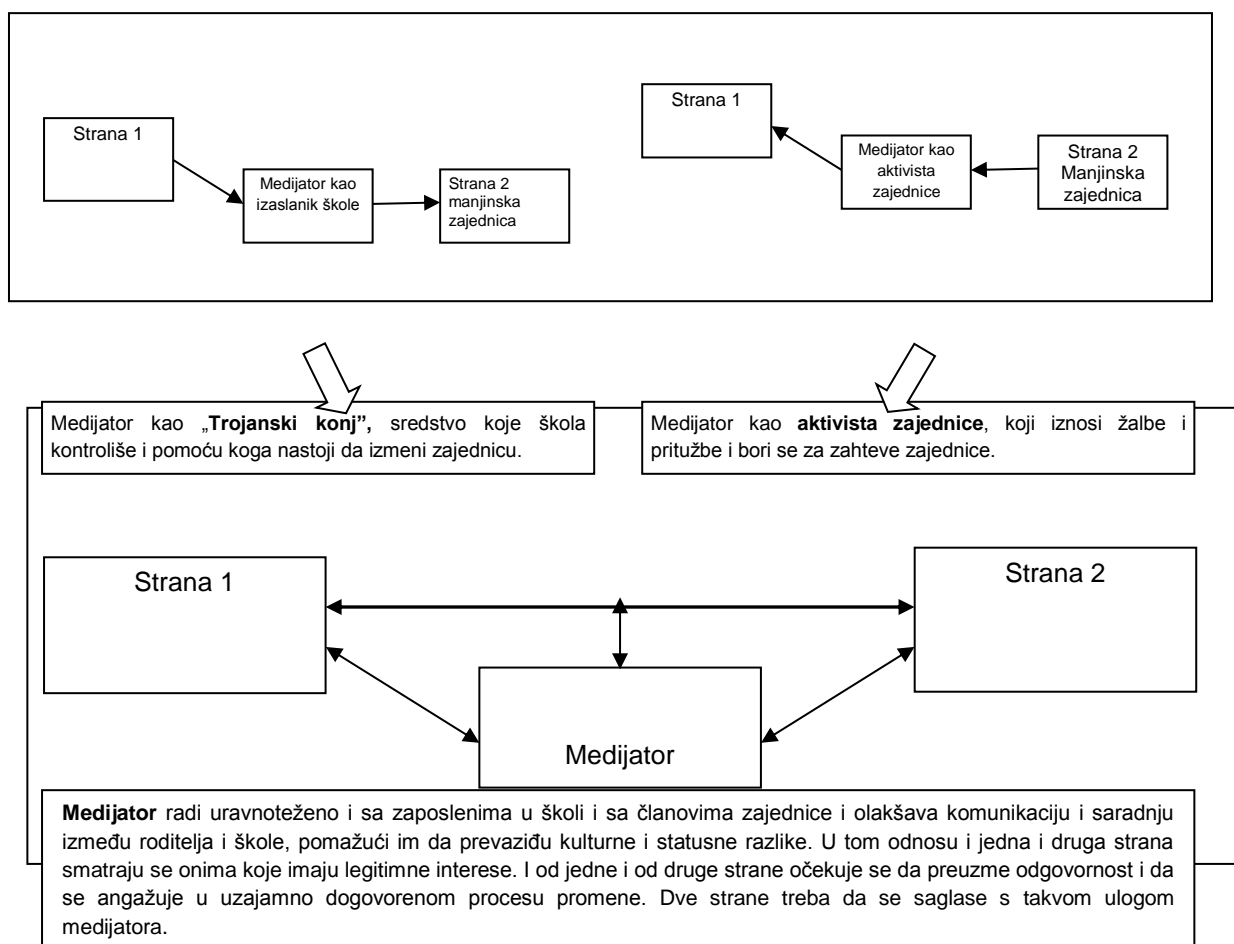 Strana 1
Medijator kao
izaslanik škole
Strana 2
manjinska
zajednica
Strana 1
Medijator kao
aktivista
zajednice
Strana 2
Manjinska
zajednica
Medijator kao „Trojanski konj”, sredstvo koje škola
kontroliše i pomoću koga nastoji da izmeni zajednicu.
Medijator kao aktivista zajednice, koji iznosi žalbe i
pritužbe i bori se za zahteve zajednice.
Strana 1
Strana 2
Medijator
Medijator radi uravnoteženo i sa zaposlenima u školi i sa članovima zajednice i olakšava komunikaciju i saradnju
između roditelja i škole, pomažući im da prevaziđu kulturne i statusne razlike. U tom odnosu i jedna i druga strana
smatraju se onima koje imaju legitimne interese. I od jedne i od druge strane očekuje se da preuzme odgovornost i da
se angažuje u uzajamno dogovorenom procesu promene. Dve strane treba da se saglase s takvom ulogom
medijatora.